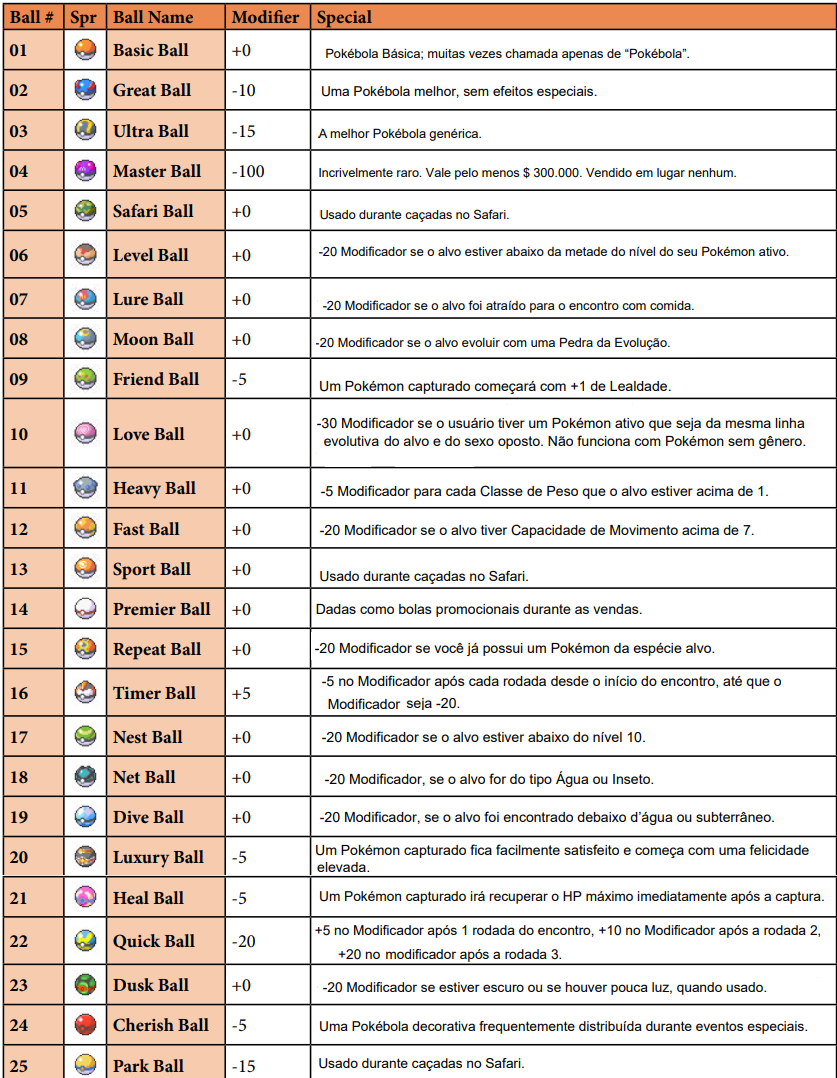 Ball # Spr Ball Name Modifier Special
01 Basic Ball +0 Pokébola Básica; muitas vezes chamada apenas de “Pokébola”.
02 Great Ball -10 Uma Pokébola melhor, sem efeitos especiais.
03 Ultra Ball -15 A melhor Pokébola genérica.
04 Master Ball -100 Incrivelmente raro. Vale pelo menos $ 300.000. Vendido em lugar nenhum.
05 Safari Ball +0 Usado durante caçadas no Safari.
06 Level Ball +0 -20 Modificador se o alvo estiver abaixo da metade do nível do seu Pokémon ativo.
07 Lure Ball +0 -20 Modificador se o alvo foi atraído para o encontro com comida.
08 Moon Ball +0 -20 Modificador se o alvo evoluir com uma Pedra da Evolução.
09 Friend Ball -5 Um Pokémon capturado começará com +1 de Lealdade.
10 Love Ball +0 -30 Modificador se o usuário tiver um Pokémon ativo que seja da mesma linha
evolutiva do alvo e do sexo oposto. Não funciona com Pokémon sem gênero.
11 Heavy Ball +0 -5 Modificador para cada Classe de Peso que o alvo estiver acima de 1.
12 Fast Ball +0 -20 Modificador se o alvo tiver Capacidade de Movimento acima de 7.
13 Sport Ball +0 Usado durante caçadas no Safari.
14 Premier Ball +0 Dadas como bolas promocionais durante as vendas.
15 Repeat Ball +0 -20 Modificador se você já possui um Pokémon da espécie alvo.
16 Timer Ball +5 -5 no Modificador após cada rodada desde o início do encontro, até que o
Modificador seja -20.
17 Nest Ball +0 -20 Modificador se o alvo estiver abaixo do nível 10.
18 Net Ball +0 -20 Modificador, se o alvo for do tipo Água ou Inseto.
19 Dive Ball +0 -20 Modificador, se o alvo foi encontrado debaixo d’água ou subterrâneo.
20 Luxury Ball -5 Um Pokémon capturado fica facilmente satisfeito e começa com uma felicidade
elevada.
21 Heal Ball -5 Um Pokémon capturado irá recuperar o HP máximo imediatamente após a captura.
22 Quick Ball -20 +5 no Modificador após 1 rodada do encontro, +10 no Modificador após a rodada 2,
+20 no modificador após a rodada 3.
23 Dusk Ball +0 -20 Modificador se estiver escuro ou se houver pouca luz, quando usado.
24 Cherish Ball -5 Uma Pokébola decorativa frequentemente distribuída durante eventos especiais.
25 Park Ball -15 Usado durante caçadas no Safari.